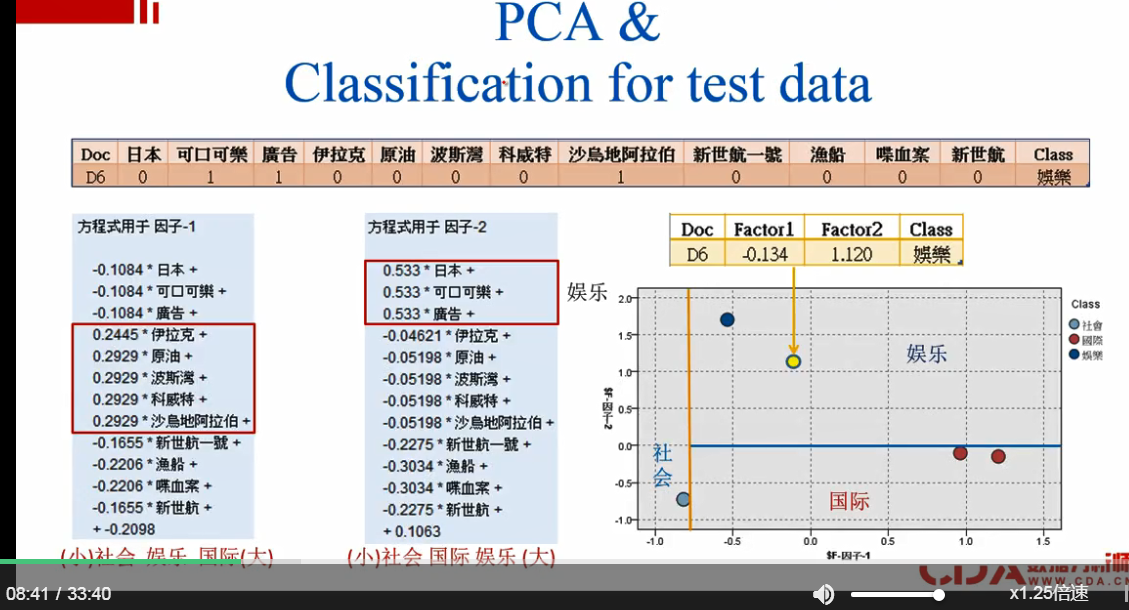 PCA &
Classification for test data
Doc 日本 可口可樂 廣告 伊拉克 原油 波斯灣 科威特 沙烏地阿拉伯 新世航一號 漁船 喋血案 新世航 Class
D6 0 1 1 0 0 0 0 1 0 0 0 0 娛樂
方程式用于 因子-1
-0.1084 * 日本 +
-0.1084 * 可口可樂 +
-0.1084 * 廣告 +
0.2445 * 伊拉克 +
0.2929 * 原油 +
0.2929 * 波斯灣 +
0.2929 * 科威特 +
0.2929 * 沙烏地阿拉伯 +
-0.1655 * 新世航一號 +
-0.2206 * 漁船 +
-0.2206 * 喋血案 +
-0.1655 * 新世航 +
+ -0.2098
(小)社会 娱乐 国际(大)
方程式用于 因子-2
0.533 * 日本 +
0.533 * 可口可樂 +
0.533 * 廣告 +
-0.04621 * 伊拉克 +
-0.05198 * 原油 +
-0.05198 * 波斯灣 +
-0.05198 * 科威特 +
-0.05198 * 沙烏地阿拉伯 +
-0.2275 * 新世航一號 +
-0.3034 * 漁船 +
-0.3034 * 喋血案 +
-0.2275 * 新世航 +
+ 0.1063
(小)社会 国际 娱乐 (大)
Doc Factor1 Factor2 Class
D6 -0.134 1.120 娛樂
娱乐
2.0
1.5
1.0
0.5
0.0
-0.5
-1.0
$F-因子-2
娱乐
社会
国际
-1.0 -0.5 0.0 0.5 1.0 1.5
$F-因子-1
Class
社會
國際
娛樂
CDA 数据分析师
WWW.CDA.CN
08:41 / 33:40
x1.25倍速